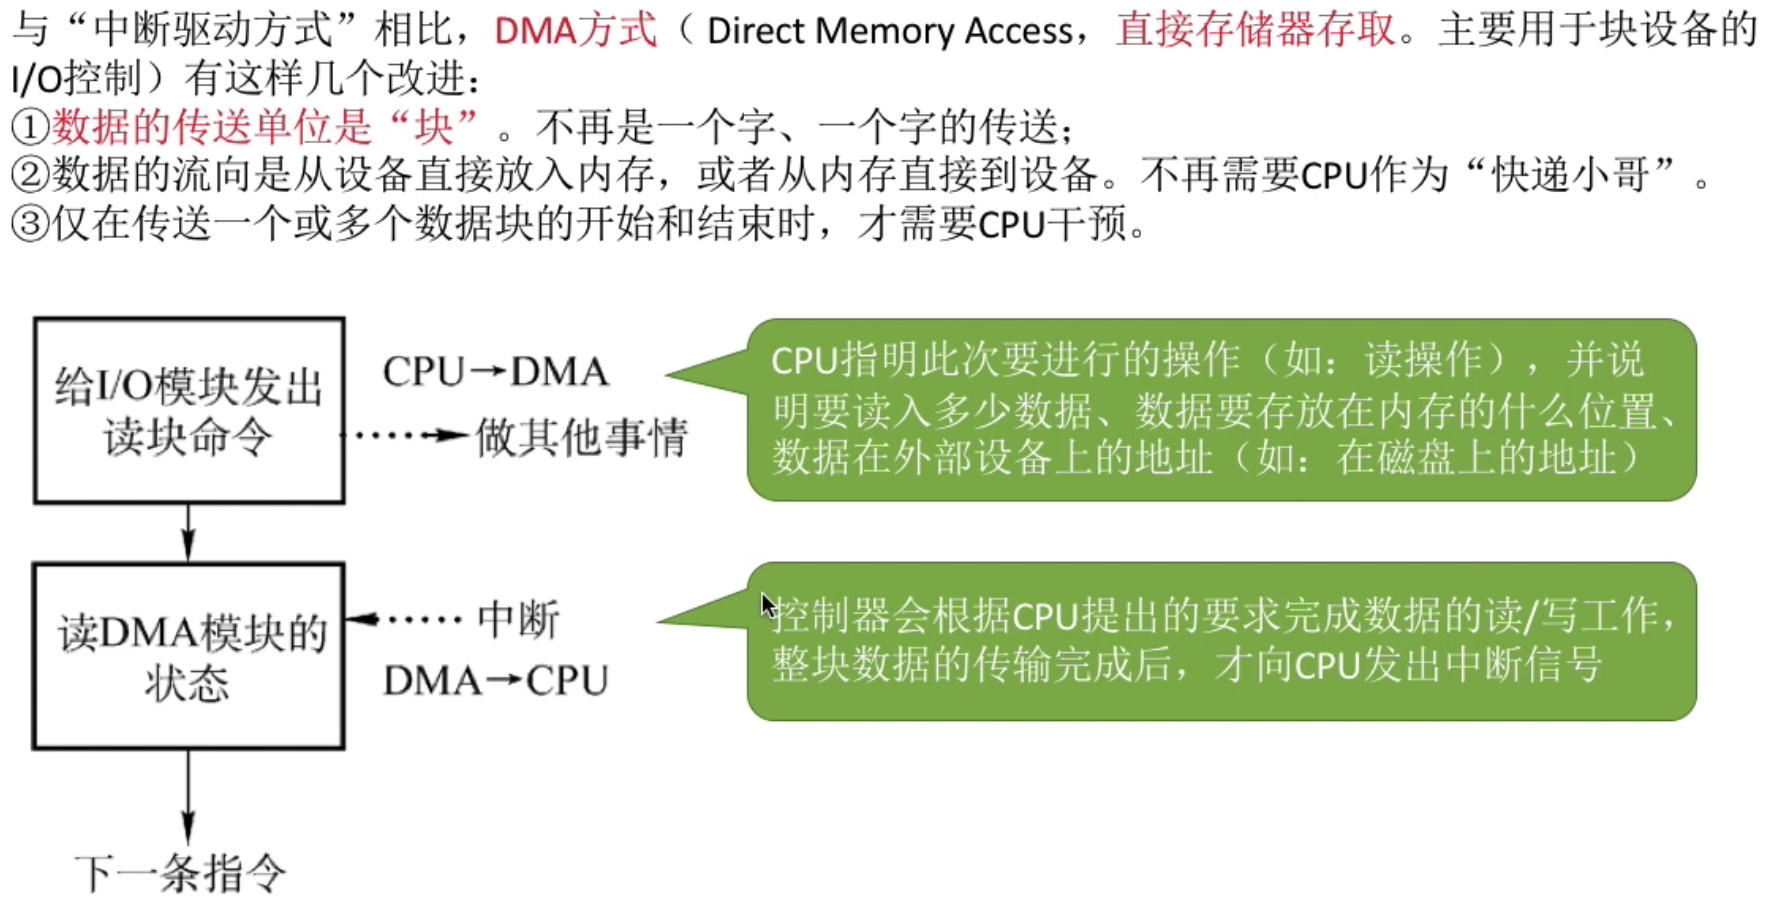 与“中断驱动方式”相比，DMA方式（ Direct Memory Access，直接存储器存取。主要用于块设备的
I/O控制）有这样几个改进：
①数据的传送单位是“块”。不再是一个字、一个字的传送；
②数据的流向是从设备直接放入内存，或者从内存直接到设备。不再需要CPU作为“快递小哥”。
③仅在传送一个或多个数据块的开始和结束时，才需要CPU干预。
给I/O模块发出
读块命令
CPU→DMA
做其他事情
CPU指明此次要进行的操作（如：读操作），并说
明要读入多少数据、数据要存放在内存的什么位置、
数据在外部设备上的地址（如：在磁盘上的地址）
读DMA模块的
状态
中断
DMA→CPU
控制器会根据CPU提出的要求完成数据的读/写工作，
整块数据的传输完成后，才向CPU发出中断信号
下一条指令